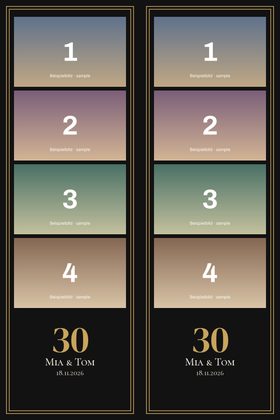 1
Beispielbild · sample
2
Beispielbild · sample
3
Beispielbild · sample
4
Beispielbild · sample
30
Mia & Tom
18.11.2026
1
Beispielbild · sample
2
Beispielbild · sample
3
Beispielbild · sample
4
Beispielbild · sample
30
Mia & Tom
18.11.2026